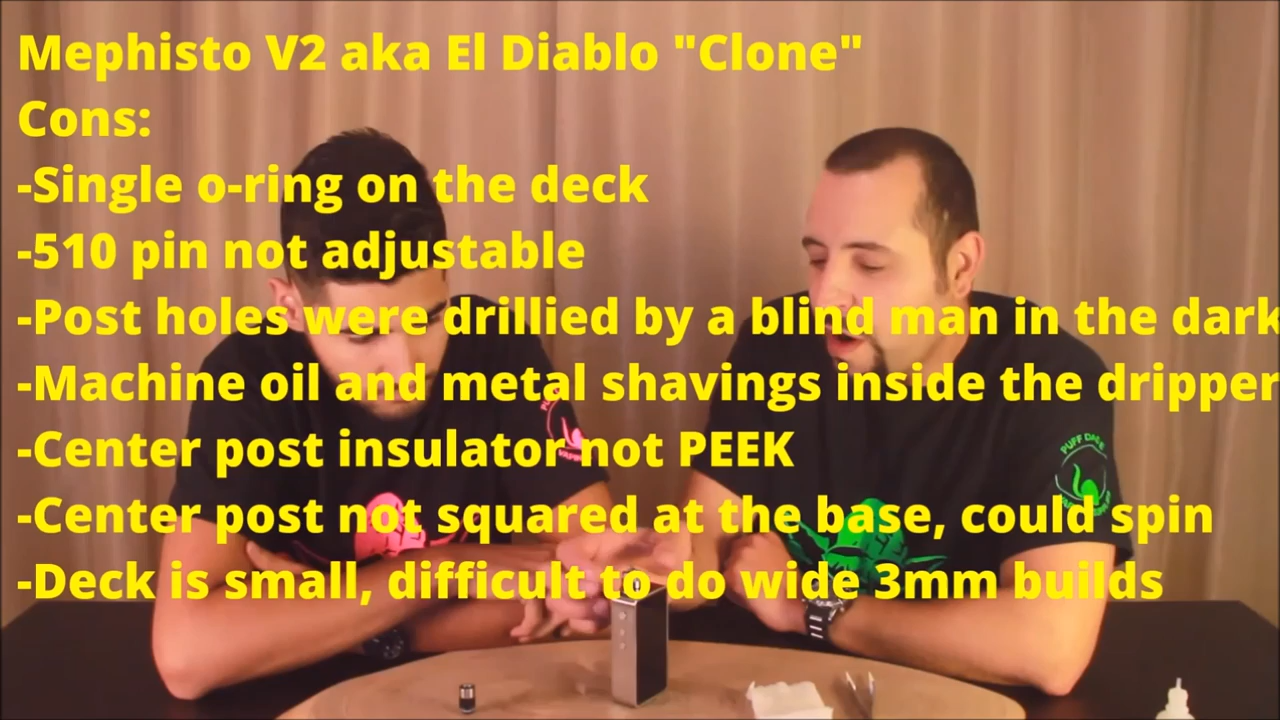 Mephisto V2 aka El Diablo "Clone"
Cons:
-Single o-ring on the deck
-510 pin not adjustable
-Post holes were drillied by a blind man in the dark
-Machine oil and metal shavings inside the dripper
-Center post insulator not PEEK
-Center post not squared at the base, could spin
-Deck is small, difficult to do wide 3mm builds
PUFF DADE